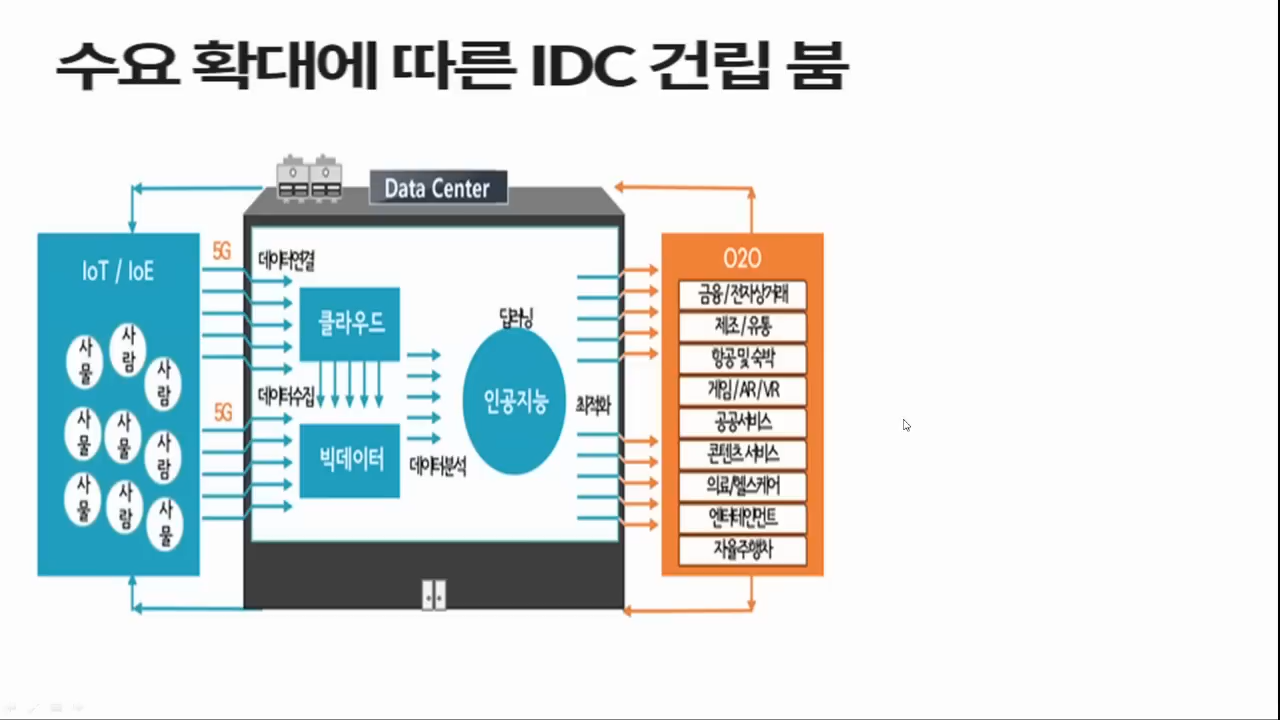 수요 확대에 따른 IDC 건립 붐
Data Center
IoT / IoE
사물
사람
사람
사물
사물
사람
사물
사람
사물
5G
5G
데이터연결
클라우드
데이터수집
빅데이터
데이터분석
딥러닝
인공지능
최적화
O2O
금융 / 전자상거래
제조 / 유통
항공 및 숙박
게임 / AR / VR
공공서비스
콘텐츠 서비스
의료/헬스케어
엔터테인먼트
자율주행차